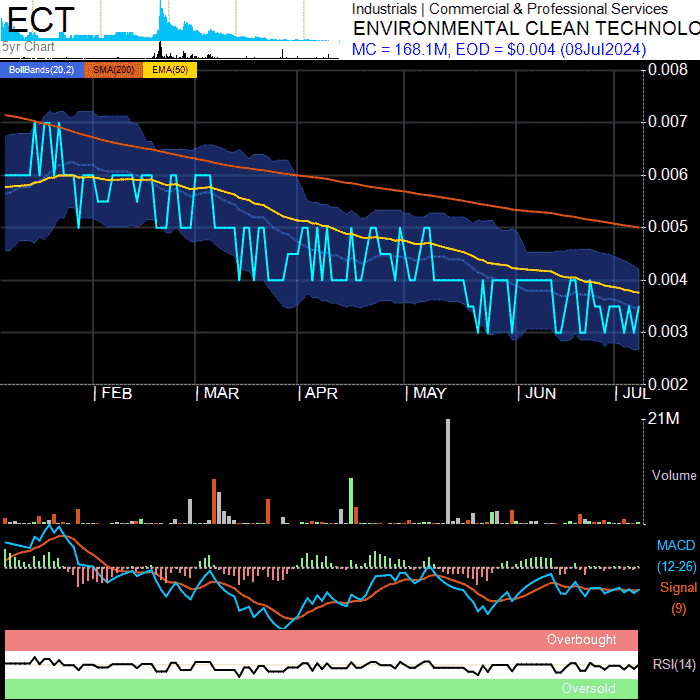 ECT
5yr Chart
Industrials | Commercial & Professional Services
ENVIRONMENTAL CLEAN TECHNOLO
MC = 168.1M, EOD = $0.004 (08Jul2024)
BollBands(20,2) SMA(200) EMA(50)
0.008
0.007
0.006
0.005
0.004
0.003
0.002
| FEB | MAR | APR | MAY | JUN | JUL
21M
Volume
MACD
(12-26)
Signal
(9)
Overbought
RSI(14)
Oversold